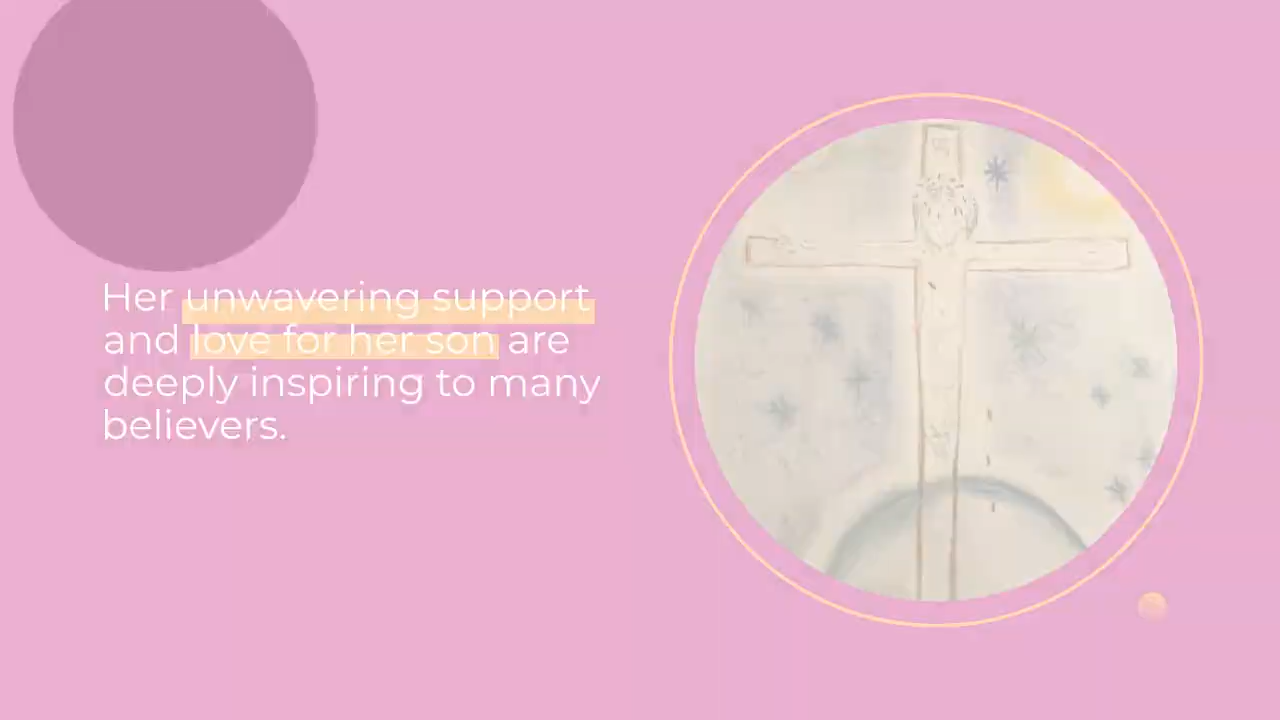 Her unwavering support
and love for her son are
deeply inspiring to many
believers.